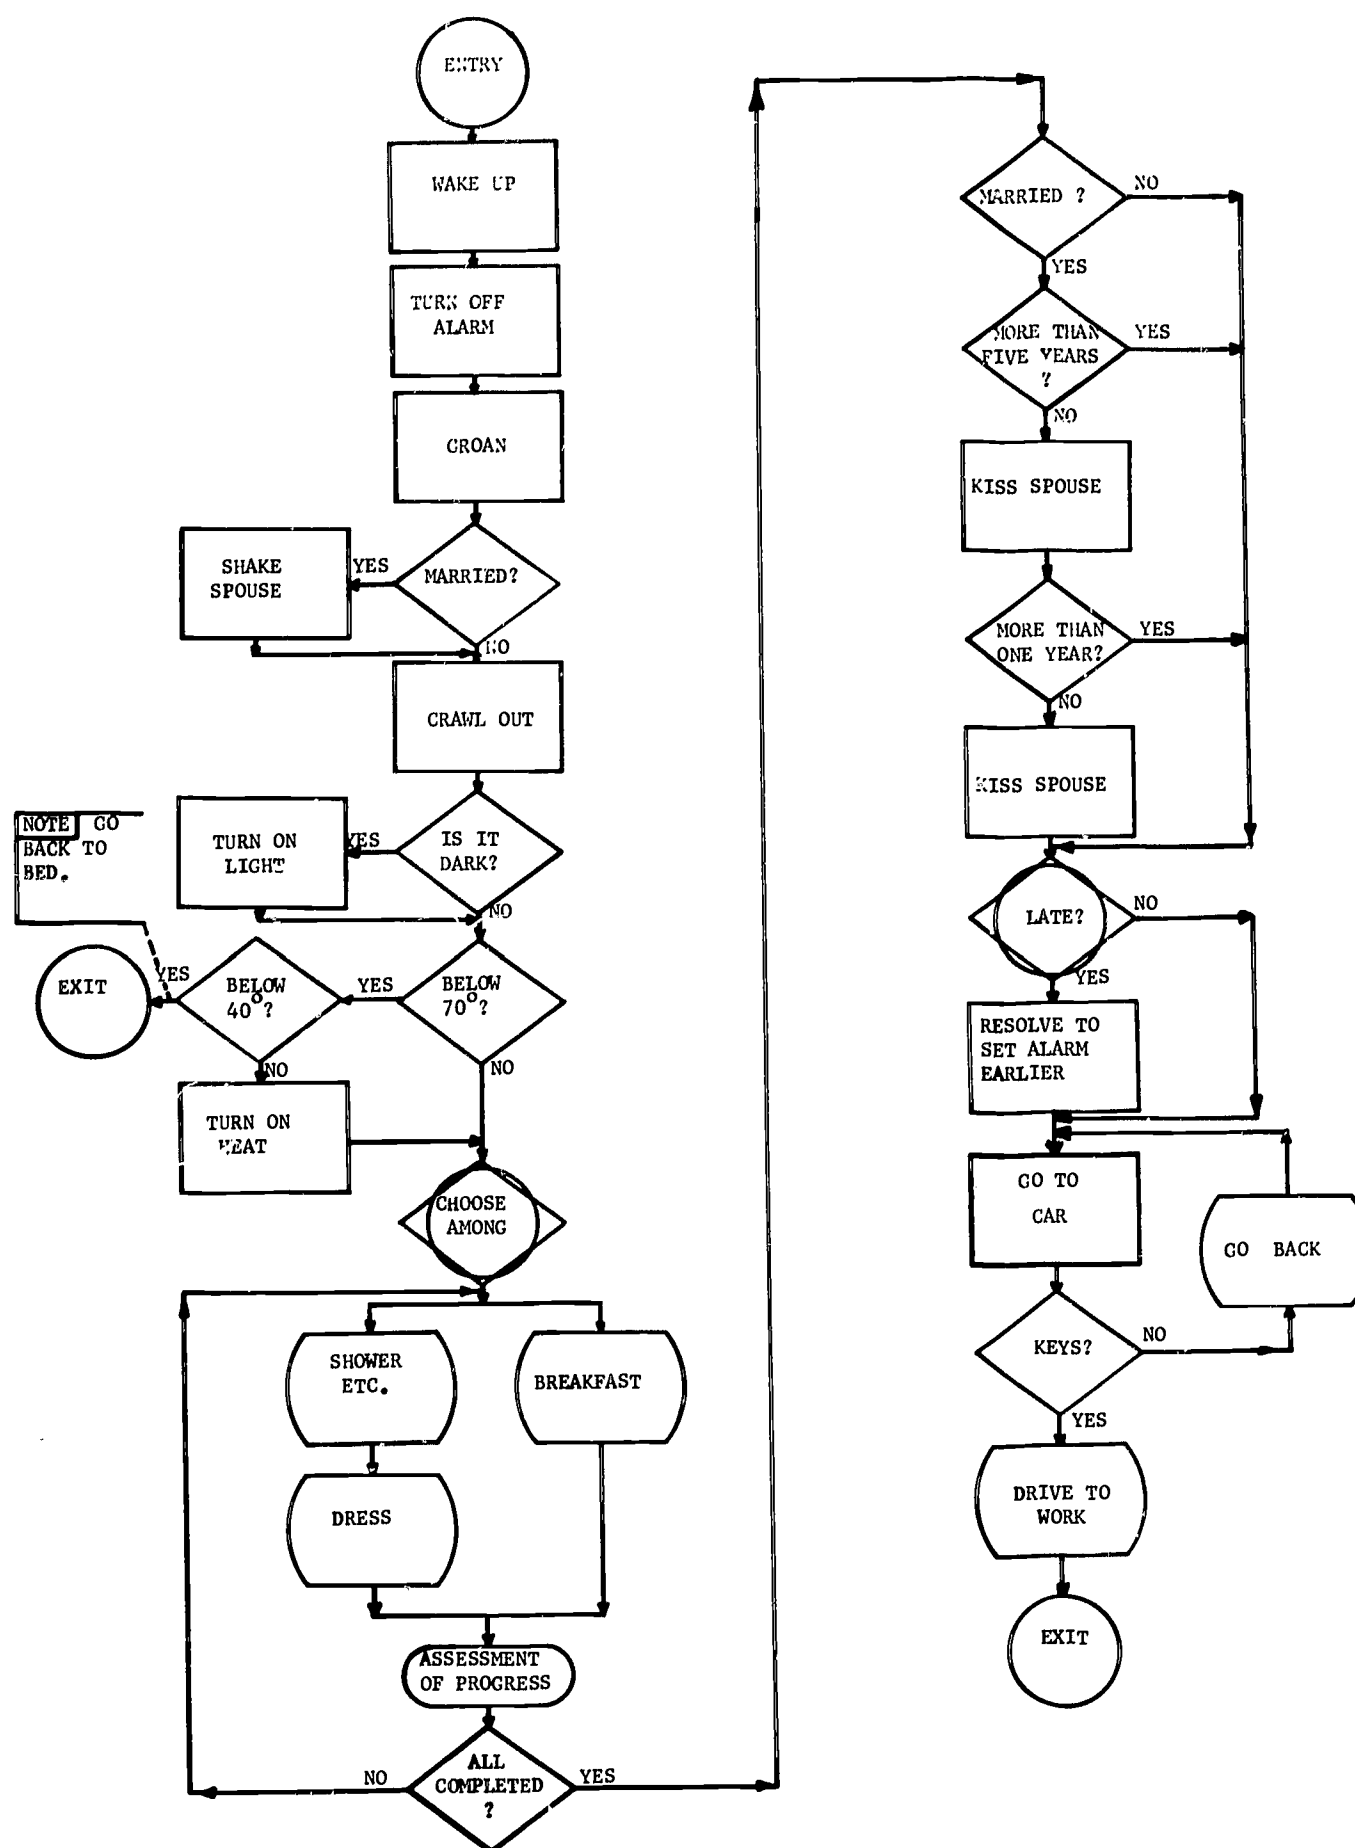 ENTRY
WAKE UP
TURN OFF
ALARM
GROAN
MARRIED?
YES
SHAKE
SPOUSE
NO
CRAWL OUT
IS IT
DARK?
YES
TURN ON
LIGHT
NO
NOTE GO
BACK TO
BED.
BELOW
70°?
YES
BELOW
40°?
YES
EXIT
NO
NO
TURN ON
HEAT
CHOOSE
AMONG
SHOWER
ETC.
BREAKFAST
DRESS
ASSESSMENT
OF PROGRESS
ALL
COMPLETED
?
NO
YES
MARRIED ?
NO
YES
MORE THAN
FIVE YEARS
?
YES
NO
KISS SPOUSE
MORE THAN
ONE YEAR?
YES
NO
KISS SPOUSE
LATE?
NO
YES
RESOLVE TO
SET ALARM
EARLIER
GO TO
CAR
GO BACK
KEYS?
NO
YES
DRIVE TO
WORK
EXIT